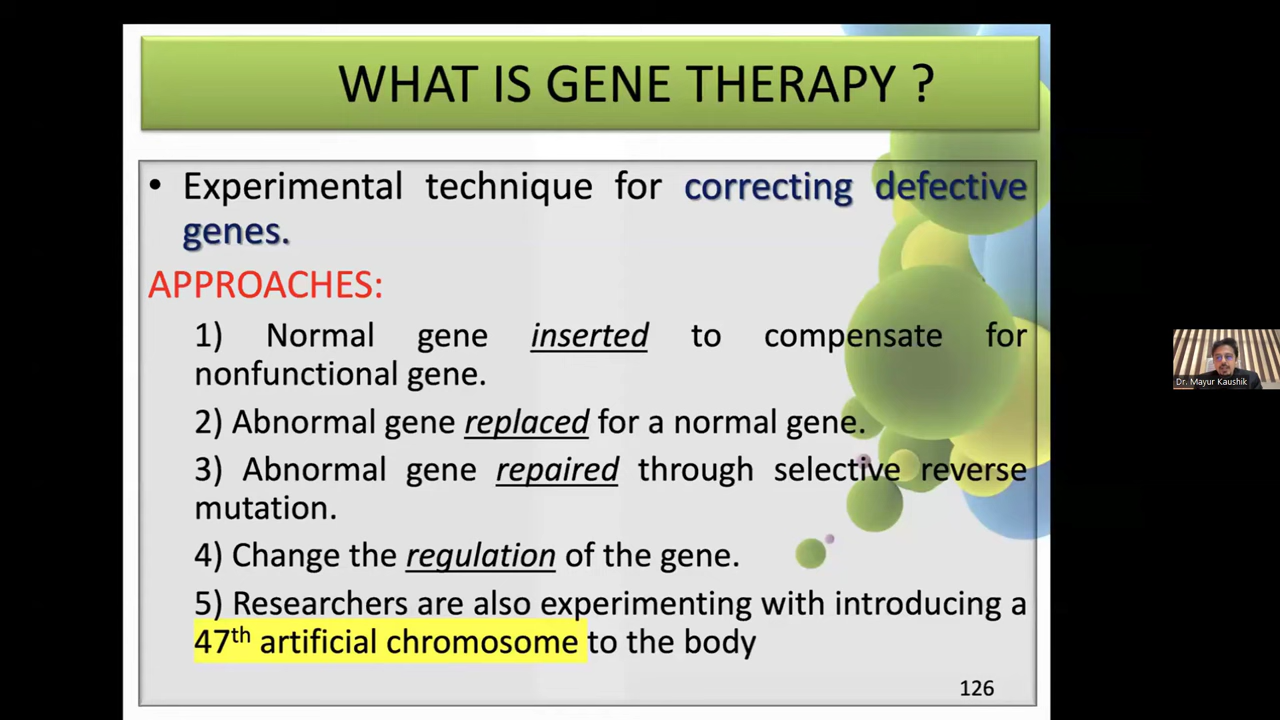 WHAT IS GENE THERAPY ?
• Experimental technique for correcting defective
genes.
APPROACHES:
1) Normal gene inserted to compensate for
nonfunctional gene.
2) Abnormal gene replaced for a normal gene.
3) Abnormal gene repaired through selective reverse
mutation.
4) Change the regulation of the gene.
5) Researchers are also experimenting with introducing a
47th artificial chromosome to the body
126
Dr. Mayur Kaushik